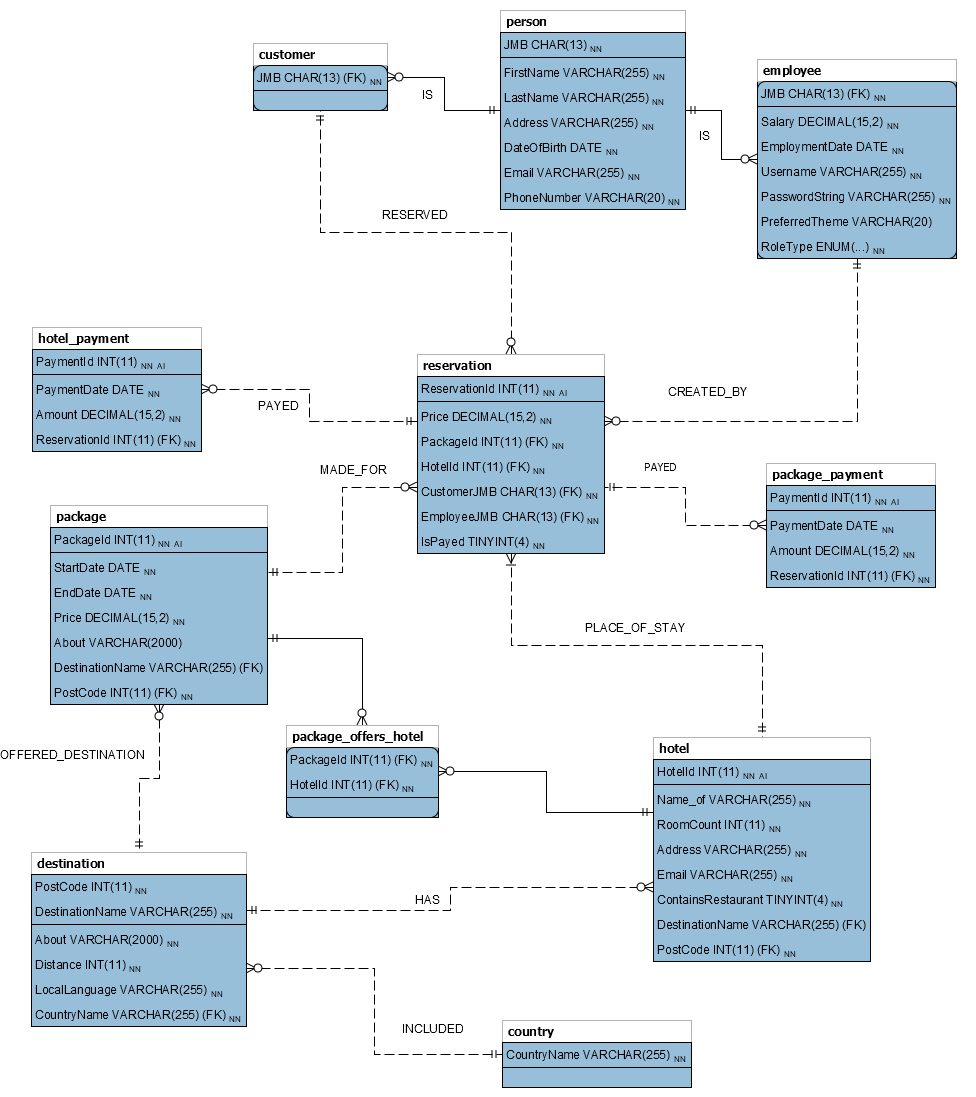 person
JMB CHAR(13) NN
FirstName VARCHAR(255) NN
LastName VARCHAR(255) NN
Address VARCHAR(255) NN
DateOfBirth DATE NN
Email VARCHAR(255) NN
PhoneNumber VARCHAR(20) NN
customer
JMB CHAR(13) (FK) NN
IS
employee
JMB CHAR(13) (FK) NN
Salary DECIMAL(15,2) NN
EmploymentDate DATE NN
Username VARCHAR(255) NN
PasswordString VARCHAR(255) NN
PreferredTheme VARCHAR(20)
RoleType ENUM(...) NN
IS
RESERVED
hotel_payment
PaymentId INT(11) NN AI
PaymentDate DATE NN
Amount DECIMAL(15,2) NN
ReservationId INT(11) (FK) NN
PAYED
reservation
ReservationId INT(11) NN AI
Price DECIMAL(15,2) NN
PackageId INT(11) (FK) NN
HotelId INT(11) (FK) NN
CustomerJMB CHAR(13) (FK) NN
EmployeeJMB CHAR(13) (FK) NN
IsPayed TINYINT(4) NN
CREATED_BY
MADE_FOR
PAYED
package_payment
PaymentId INT(11) NN AI
PaymentDate DATE NN
Amount DECIMAL(15,2) NN
ReservationId INT(11) (FK) NN
package
PackageId INT(11) NN AI
StartDate DATE NN
EndDate DATE NN
Price DECIMAL(15,2) NN
About VARCHAR(2000)
DestinationName VARCHAR(255) (FK)
PostCode INT(11) (FK) NN
PLACE_OF_STAY
package_offers_hotel
PackageId INT(11) (FK) NN
HotelId INT(11) (FK) NN
OFFERED_DESTINATION
hotel
HotelId INT(11) NN AI
Name_of VARCHAR(255) NN
RoomCount INT(11) NN
Address VARCHAR(255) NN
Email VARCHAR(255) NN
ContainsRestaurant TINYINT(4) NN
DestinationName VARCHAR(255) (FK)
PostCode INT(11) (FK) NN
destination
PostCode INT(11) NN
DestinationName VARCHAR(255) NN
About VARCHAR(2000) NN
Distance INT(11) NN
LocalLanguage VARCHAR(255) NN
CountryName VARCHAR(255) (FK) NN
HAS
INCLUDED
country
CountryName VARCHAR(255) NN